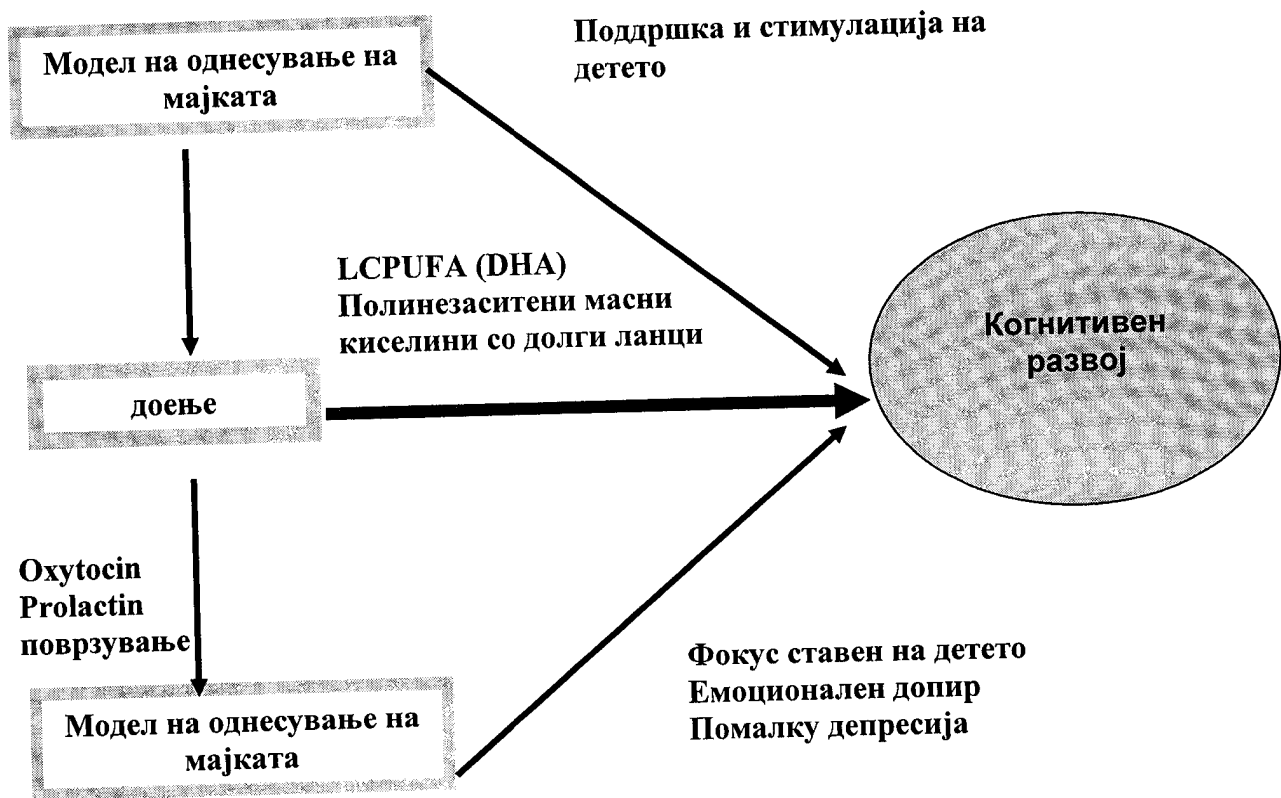 Модел на однесување на
мајката
Поддршка и стимулација на
детето
LCPUFA (DHA)
Полинезаситени масни
киселини со долги ланци
Когнитивен
развој
доење
Oxytocin
Prolactin
поврзување
Модел на однесување на
мајката
Фокус ставен на детето
Емоционален допир
Помалку депресија